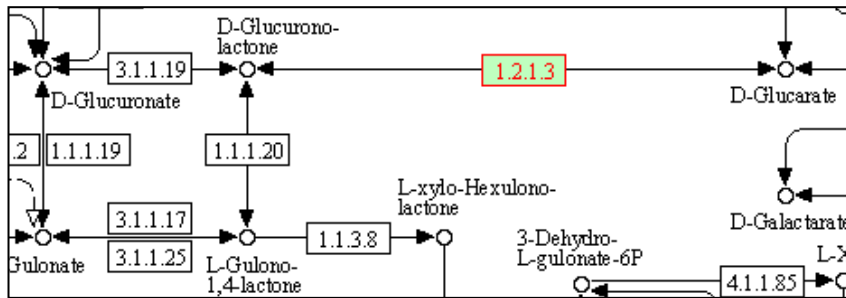 D-Glucurono-
lactone
3.1.1.19
1.2.1.3
D-Glucuronate
D-Glucarate
.2
1.1.1.19
1.1.1.20
L-xylo-Hexulono-
lactone
3.1.1.17
D-Galactarate
1.1.3.8
3-Dehydro-
L-gulonate-6P
3.1.1.25
Gulonate
L-Gulono-
1,4-lactone
L-X
4.1.1.85